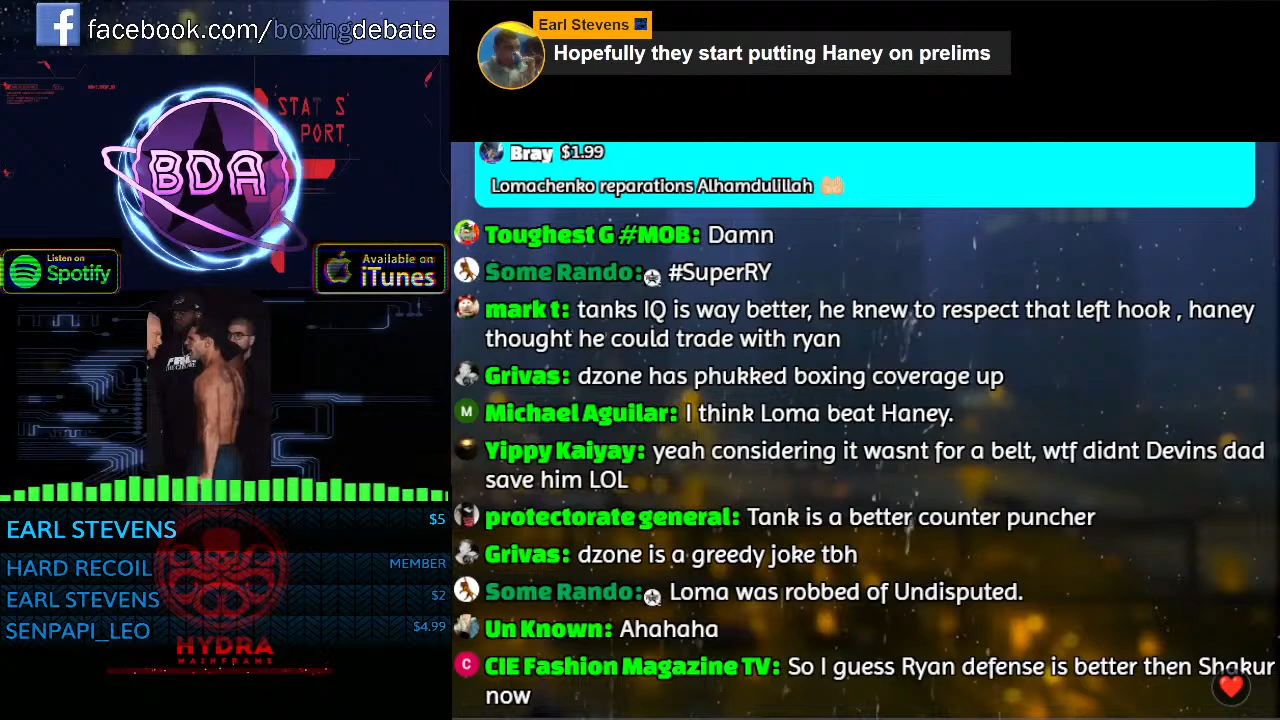 facebook.com/boxingdebate
STAT S
PORT
BDA
Listen on
Spotify
Available on
iTunes
EARL STEVENS $5
HARD RECOIL MEMBER
EARL STEVENS $2
SENPAPI_LEO $4.99
HYDRA
MAINFRAME
Earl Stevens
Hopefully they start putting Haney on prelims
Bray $1.99
Lomachenko reparations Alhamdulillah 🤲🏻
Toughest G #MOB: Damn
Some Rando: #SuperRY
mark t: tanks IQ is way better, he knew to respect that left hook , haney
thought he could trade with ryan
Grivas: dzone has phukked boxing coverage up
M
Michael Aguilar: I think Loma beat Haney.
Yippy Kaiyay: yeah considering it wasnt for a belt, wtf didnt Devins dad
save him LOL
protectorate general: Tank is a better counter puncher
Grivas: dzone is a greedy joke tbh
Some Rando: Loma was robbed of Undisputed.
Un Known: Ahahaha
C
CIE Fashion Magazine TV: So I guess Ryan defense is better then Shakur
now